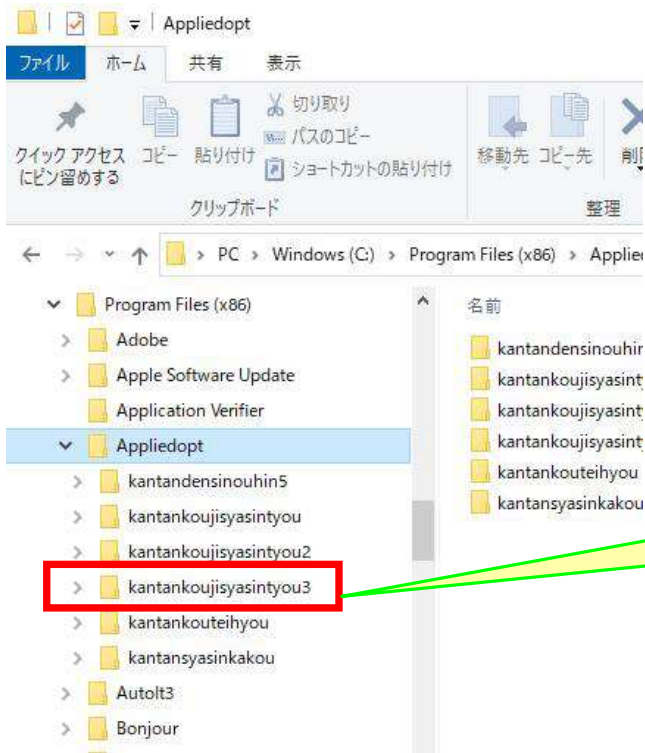 Appliedopt
ファイル ホーム 共有 表示
クイック アクセス
にピン留めする
コピー
貼り付け
切り取り
パスのコピー
ショートカットの貼り付け
移動先
コピー先
クリップボード
整理
PC > Windows (C:) > Program Files (x86) >
Program Files (x86)
Adobe
Apple Software Update
Application Verifier
Appliedopt
kantandensinouhin5
kantankoujisyasintyou
kantankoujisyasintyou2
kantankoujisyasintyou3
kantankouteihyou
kantansyasinkakou
AutoIt3
Bonjour
名前
kantandensinouhin
kantankoujisyasint
kantankoujisyasint
kantankoujisyasint
kantankouteihyou
kantansyasinkakou